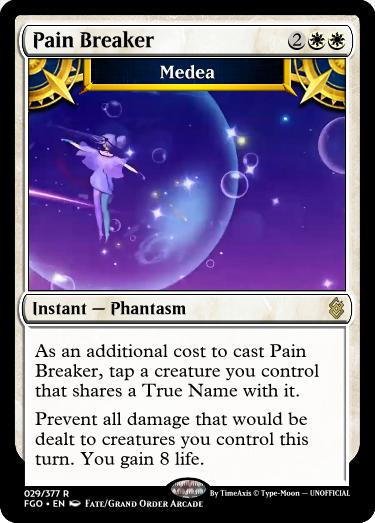 Pain Breaker 2
Medea
Instant — Phantasm
As an additional cost to cast Pain
Breaker, tap a creature you control
that shares a True Name with it.
Prevent all damage that would be
dealt to creatures you control this
turn. You gain 8 life.
029/377 R
FGO • EN Fate/Grand Order Arcade
By TimeAxis © Type-Moon — UNOFFICIAL